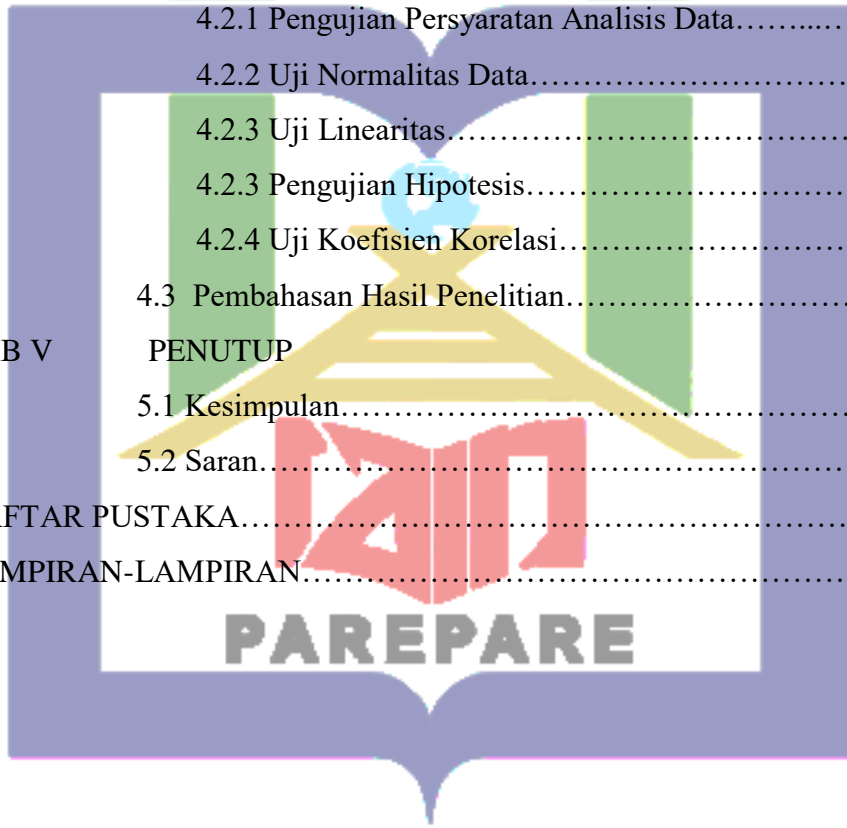 4.2.1 Pengujian Persyaratan Analisis Data……...…
4.2.2 Uji Normalitas Data………………………………
4.2.3 Uji Linearitas………………………………………
4.2.3 Pengujian Hipotesis………………………………
4.2.4 Uji Koefisien Korelasi……………………………
4.3 Pembahasan Hasil Penelitian……………………………
B V PENUTUP
5.1 Kesimpulan……………………………………………………
5.2 Saran……………………………………………………………
FTAR PUSTAKA……………………………………………………………
MPIRAN-LAMPIRAN……………………………………………………
iain
PAREPARE